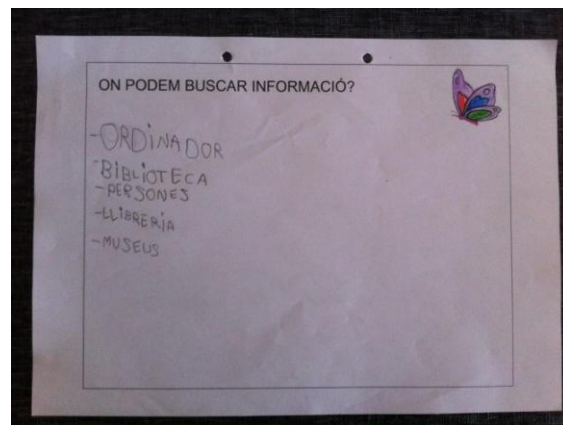 ON PODEM BUSCAR INFORMACIÓ?
-ORDINADOR
-BIBLIOTECA
-PERSONES
-LLIBRERIA
-MUSEUS